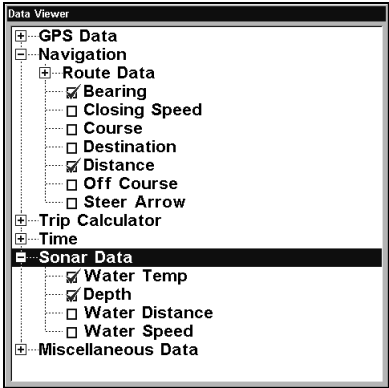 Data Viewer
GPS Data
Navigation
Route Data
Bearing
Closing Speed
Course
Destination
Distance
Off Course
Steer Arrow
Trip Calculator
Time
Sonar Data
Water Temp
Depth
Water Distance
Water Speed
Miscellaneous Data